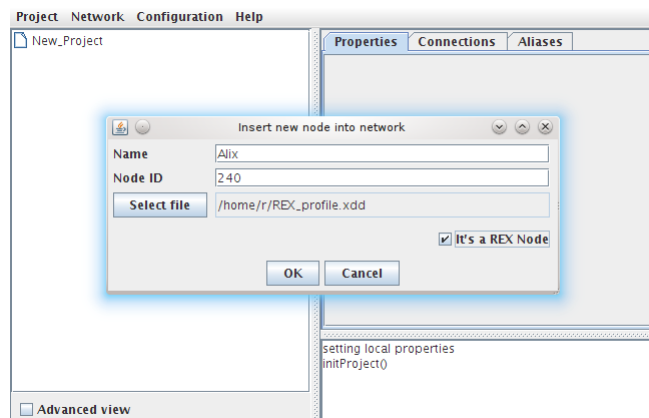 Project Network Configuration Help
New_Project
Properties Connections Aliases
Insert new node into network
Name Alix
Node ID 240
Select file /home/r/REX_profile.xdd
It's a REX Node
OK Cancel
setting local properties
initProject()
Advanced view